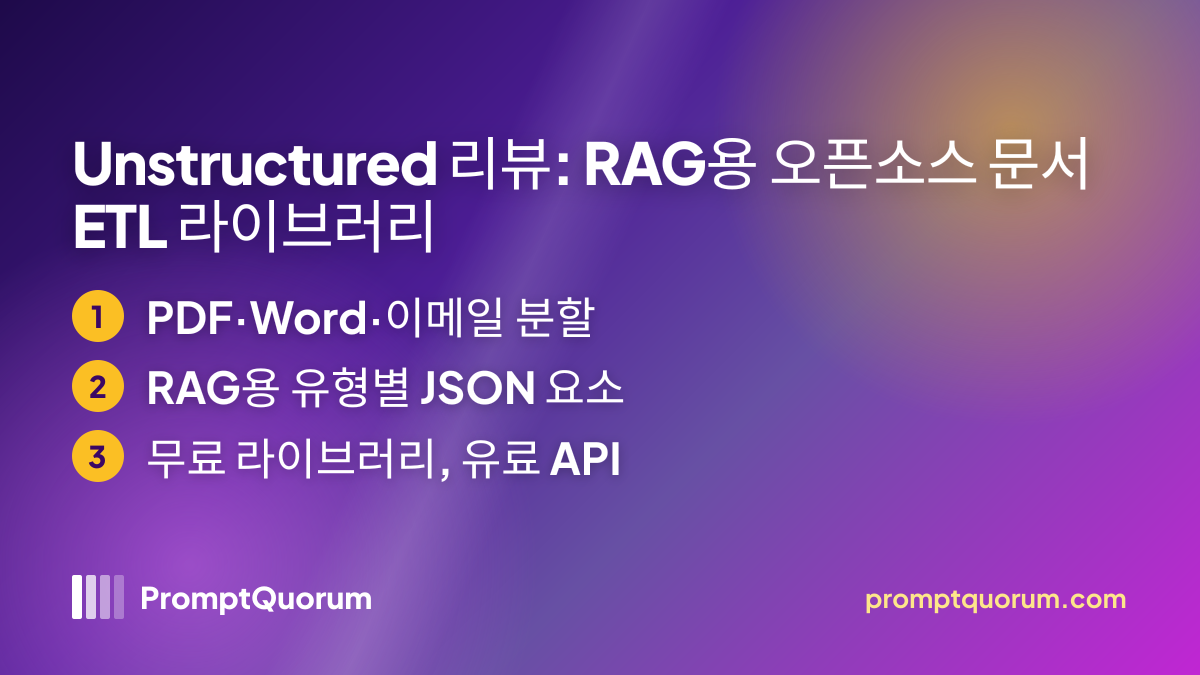 Unstructured 리뷰: RAG용 오픈소스 문서
ETL 라이브러리
1 PDF·Word·이메일 분할
2 RAG용 유형별 JSON 요소
3 무료 라이브러리, 유료 API
PromptQuorum
promptquorum.com